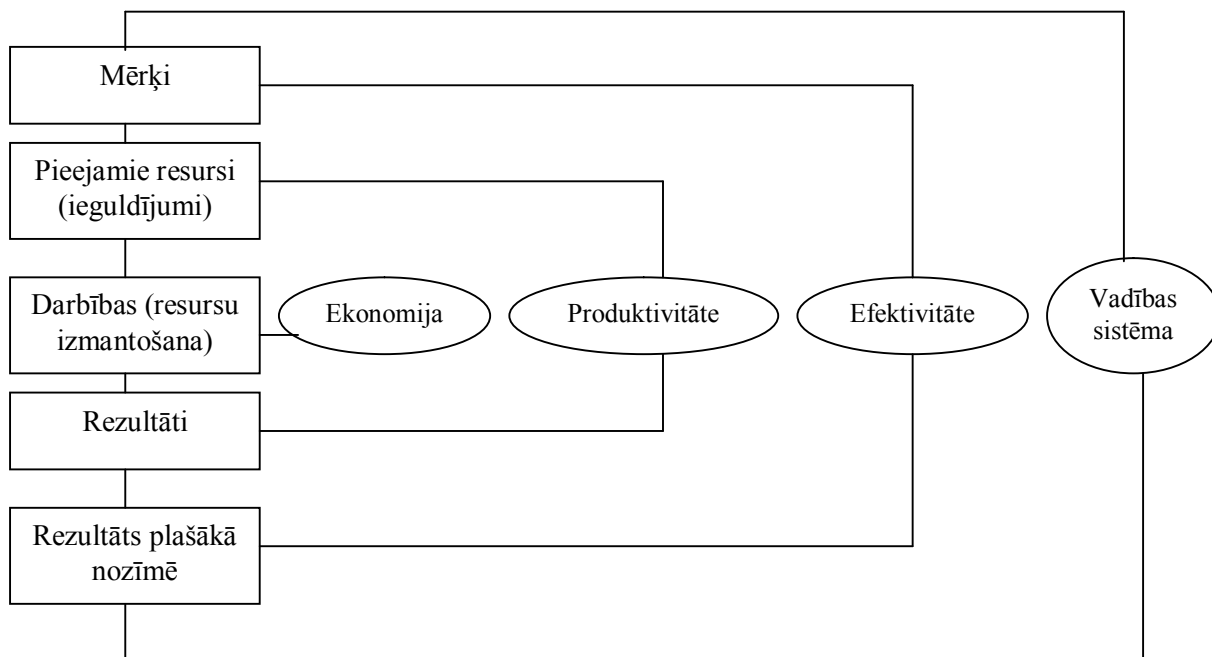 Mērķi
Pieejamie resursi
(ieguldījumi)
Darbības (resursu
izmantošana)
Ekonomija
Produktivitāte
Efektivitāte
Vadības
sistēma
Rezultāti
Rezultāts plašākā
nozīmē